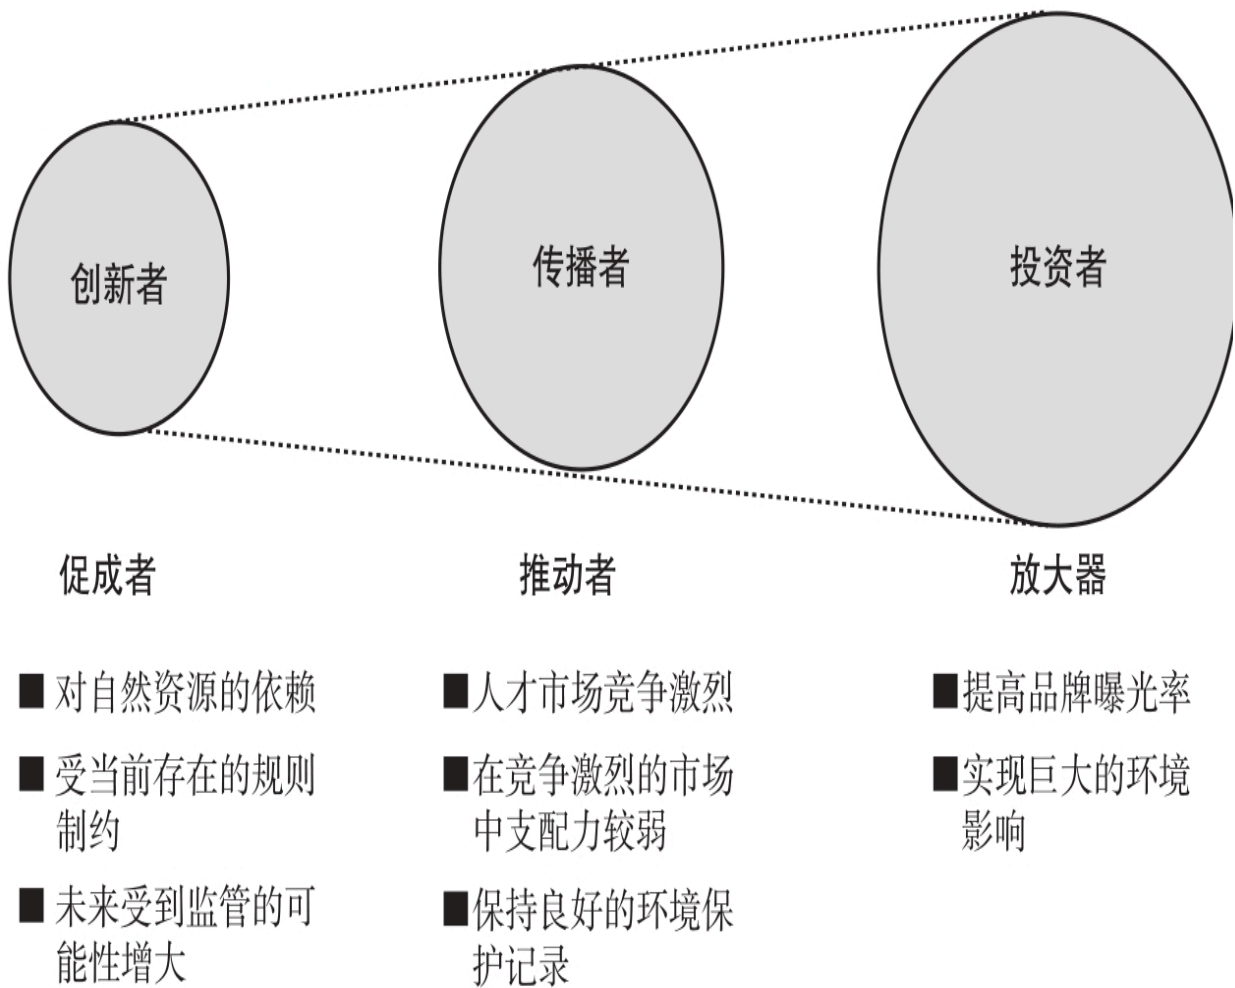 创新者
传播者
投资者
促成者
推动者
放大器
■ 对自然资源的依赖
■ 受当前存在的规则
制约
■ 未来受到监管的可
能性增大
■人才市场竞争激烈
■在竞争激烈的市场
中支配力较弱
■保持良好的环境保
护记录
■提高品牌曝光率
■实现巨大的环境
影响